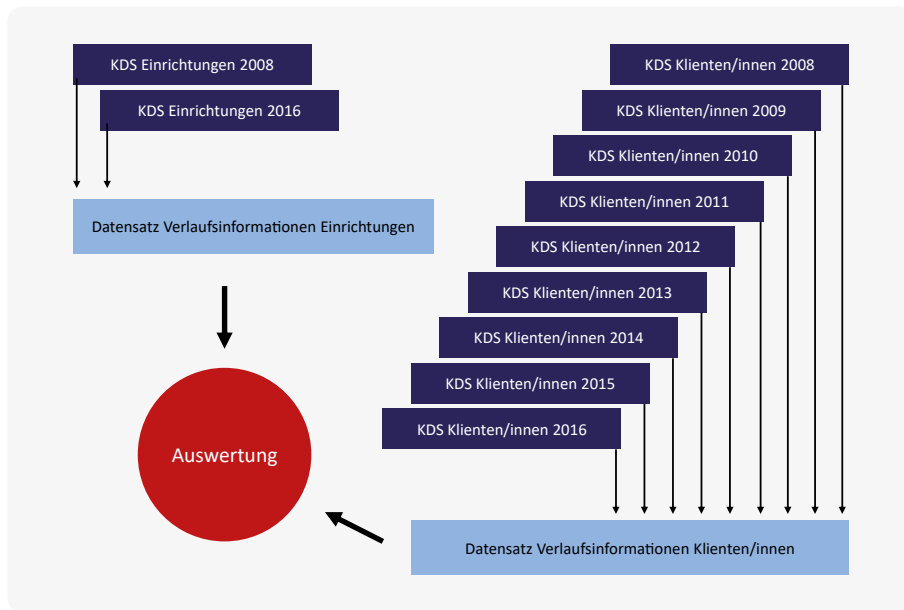 KDS Einrichtungen 2008
KDS Einrichtungen 2016
Datensatz Verlaufsinformationen Einrichtungen
KDS Klienten/innen 2008
KDS Klienten/innen 2009
KDS Klienten/innen 2010
KDS Klienten/innen 2011
KDS Klienten/innen 2012
KDS Klienten/innen 2013
KDS Klienten/innen 2014
KDS Klienten/innen 2015
KDS Klienten/innen 2016
Auswertung
Datensatz Verlaufsinformationen Klienten/innen